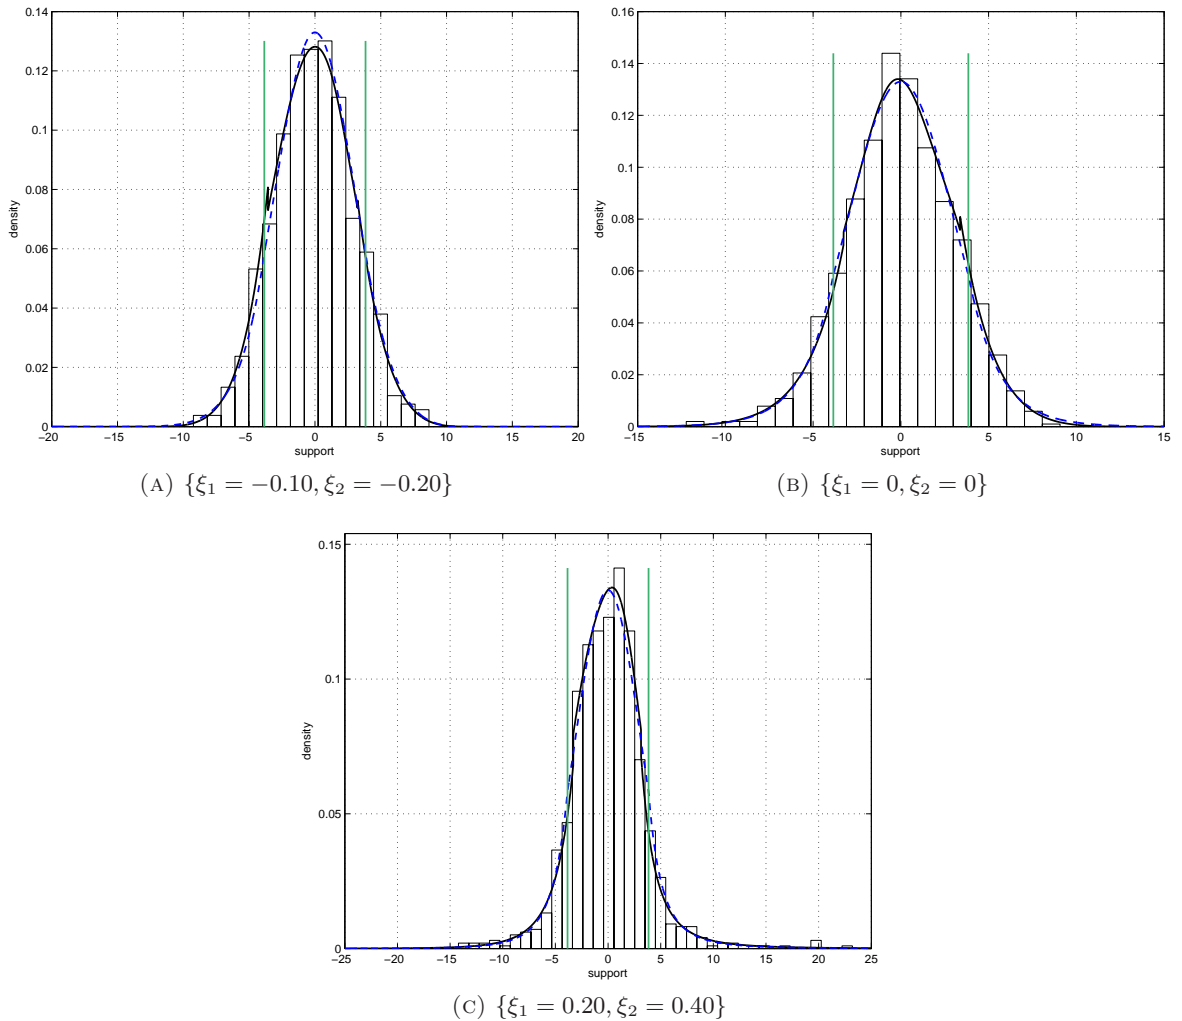 0.14
0.12
0.1
0.08
0.06
0.04
0.02
0
density
−20 −15 −10 −5 0 5 10 15 20
support
(A) {ξ1 = −0.10, ξ2 = −0.20}
0.16
0.14
0.12
0.1
0.08
0.06
0.04
0.02
0
density
−15 −10 −5 0 5 10 15
support
(B) {ξ1 = 0, ξ2 = 0}
0.15
0.1
0.05
0
density
−25 −20 −15 −10 −5 0 5 10 15 20 25
support
(C) {ξ1 = 0.20, ξ2 = 0.40}